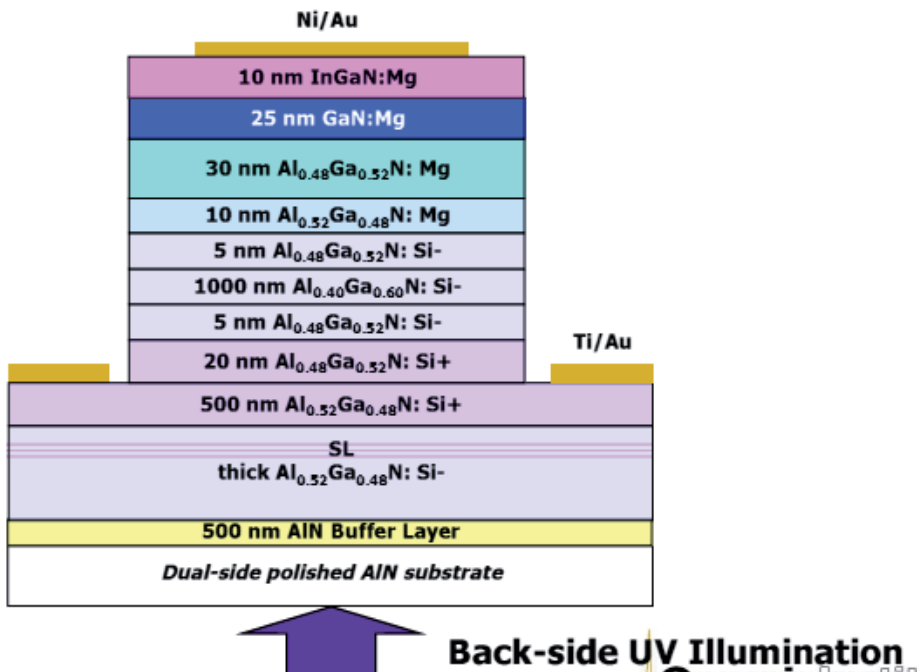 Ni/Au
10 nm InGaN:Mg
25 nm GaN:Mg
30 nm Al0.48Ga0.52N: Mg
10 nm Al0.52Ga0.48N: Mg
5 nm Al0.48Ga0.52N: Si-
1000 nm Al0.40Ga0.60N: Si-
5 nm Al0.48Ga0.52N: Si-
20 nm Al0.48Ga0.52N: Si+
Ti/Au
500 nm Al0.52Ga0.48N: Si+
SL
thick Al0.52Ga0.48N: Si-
500 nm AlN Buffer Layer
Dual-side polished AlN substrate
Back-side UV Illumination